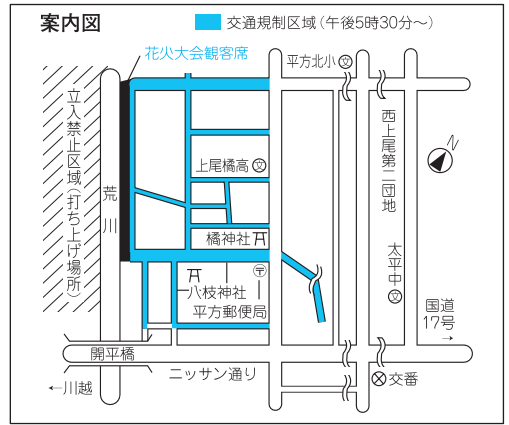 案内図
交通規制区域(午後5時30分〜)
花火大会観客席
平方北小
文
立入禁止区域(打ち上げ場所)
荒川
上尾橘高
文
西上尾第二団地
N
橘神社
太平中
文
八枝神社
〒
平方郵便局
国道
17号
→
開平橋
←川越
ニッサン通り
交番